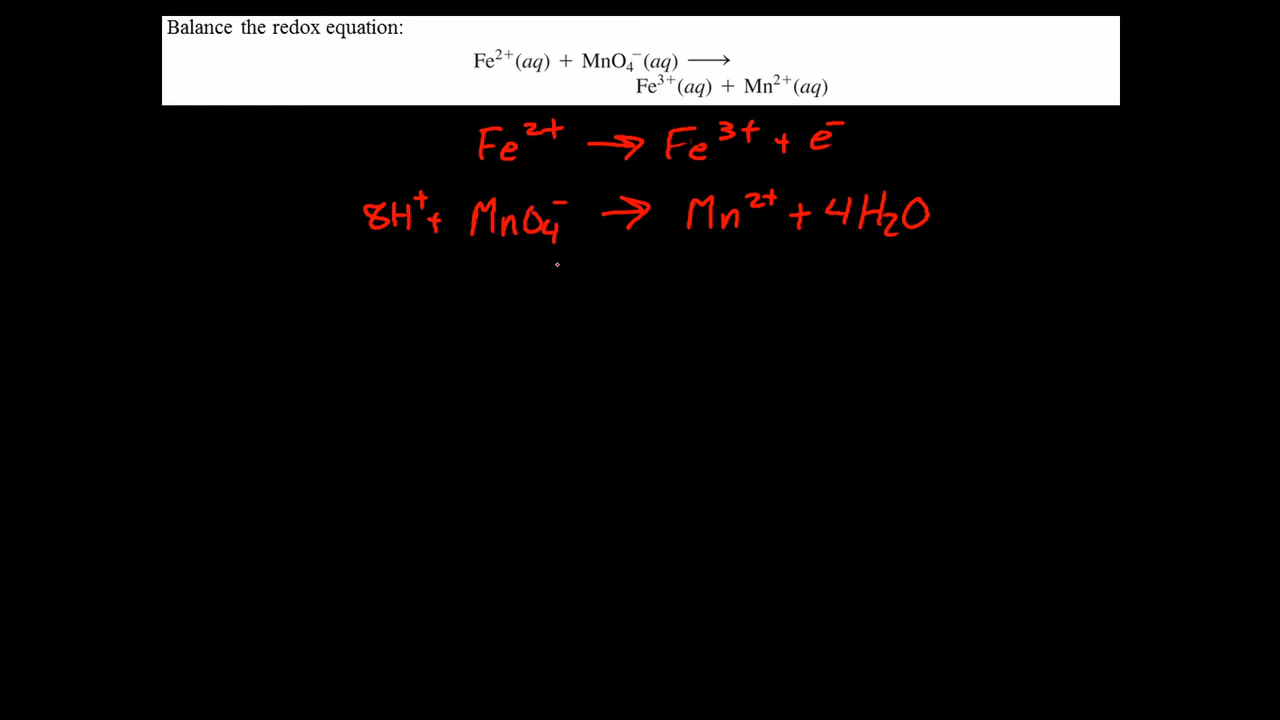 Balance the redox equation:
Fe²⁺(aq) + MnO₄⁻(aq) ⟶
Fe³⁺(aq) + Mn²⁺(aq)
Fe²⁺ → Fe³⁺ + e⁻
8H⁺ + MnO₄⁻ → Mn²⁺ + 4H₂O